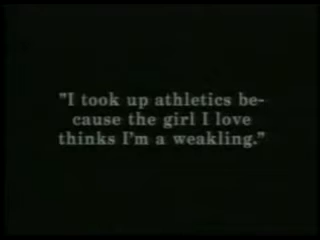 "I took up athletics be-
cause the girl I love
thinks I'm a weakling."